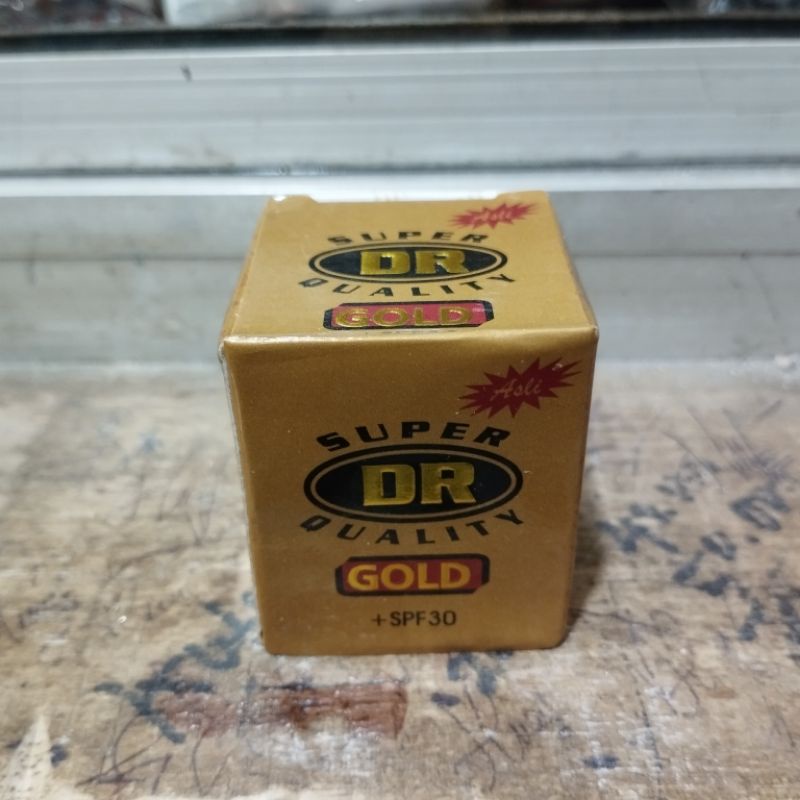 Asli
SUPER
DR
QUALITY
GOLD
Asli
SUPER
DR
QUALITY
GOLD
+SPF30